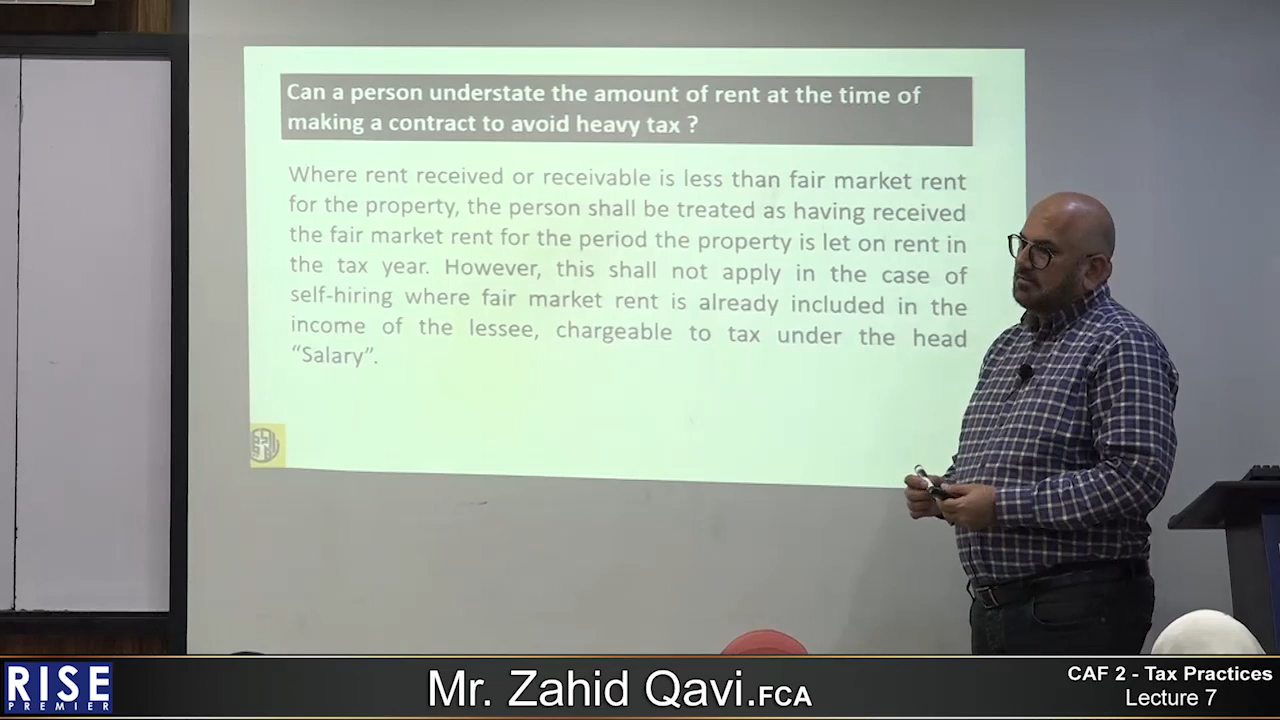 Can a person understate the amount of rent at the time of
making a contract to avoid heavy tax ?
Where rent received or receivable is less than fair market rent
for the property, the person shall be treated as having received
the fair market rent for the period the property is let on rent in
the tax year. However, this shall not apply in the case of
self-hiring where fair market rent is already included in the
income of the lessee, chargeable to tax under the head
“Salary”.
RISE
PREMIER
Mr. Zahid Qavi.FCA
CAF 2 - Tax Practices
Lecture 7